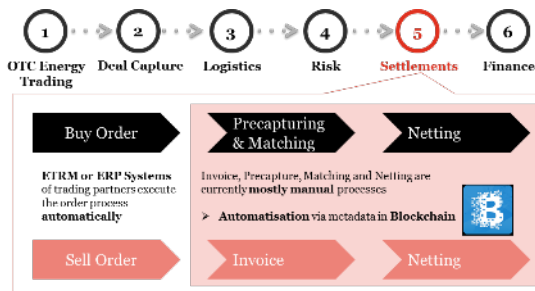 1 2 3 4 5 6
OTC Energy Trading Deal Capture Logistics Risk Settlements Finance
Buy Order Precapturing & Matching Netting
ETRM or ERP Systems
of trading partners execute
the order process
automatically
Invoice, Precapture, Matching and Netting are
currently mostly manual processes
➤ Automatisation via metadata in Blockchain
B
Sell Order Invoice Netting